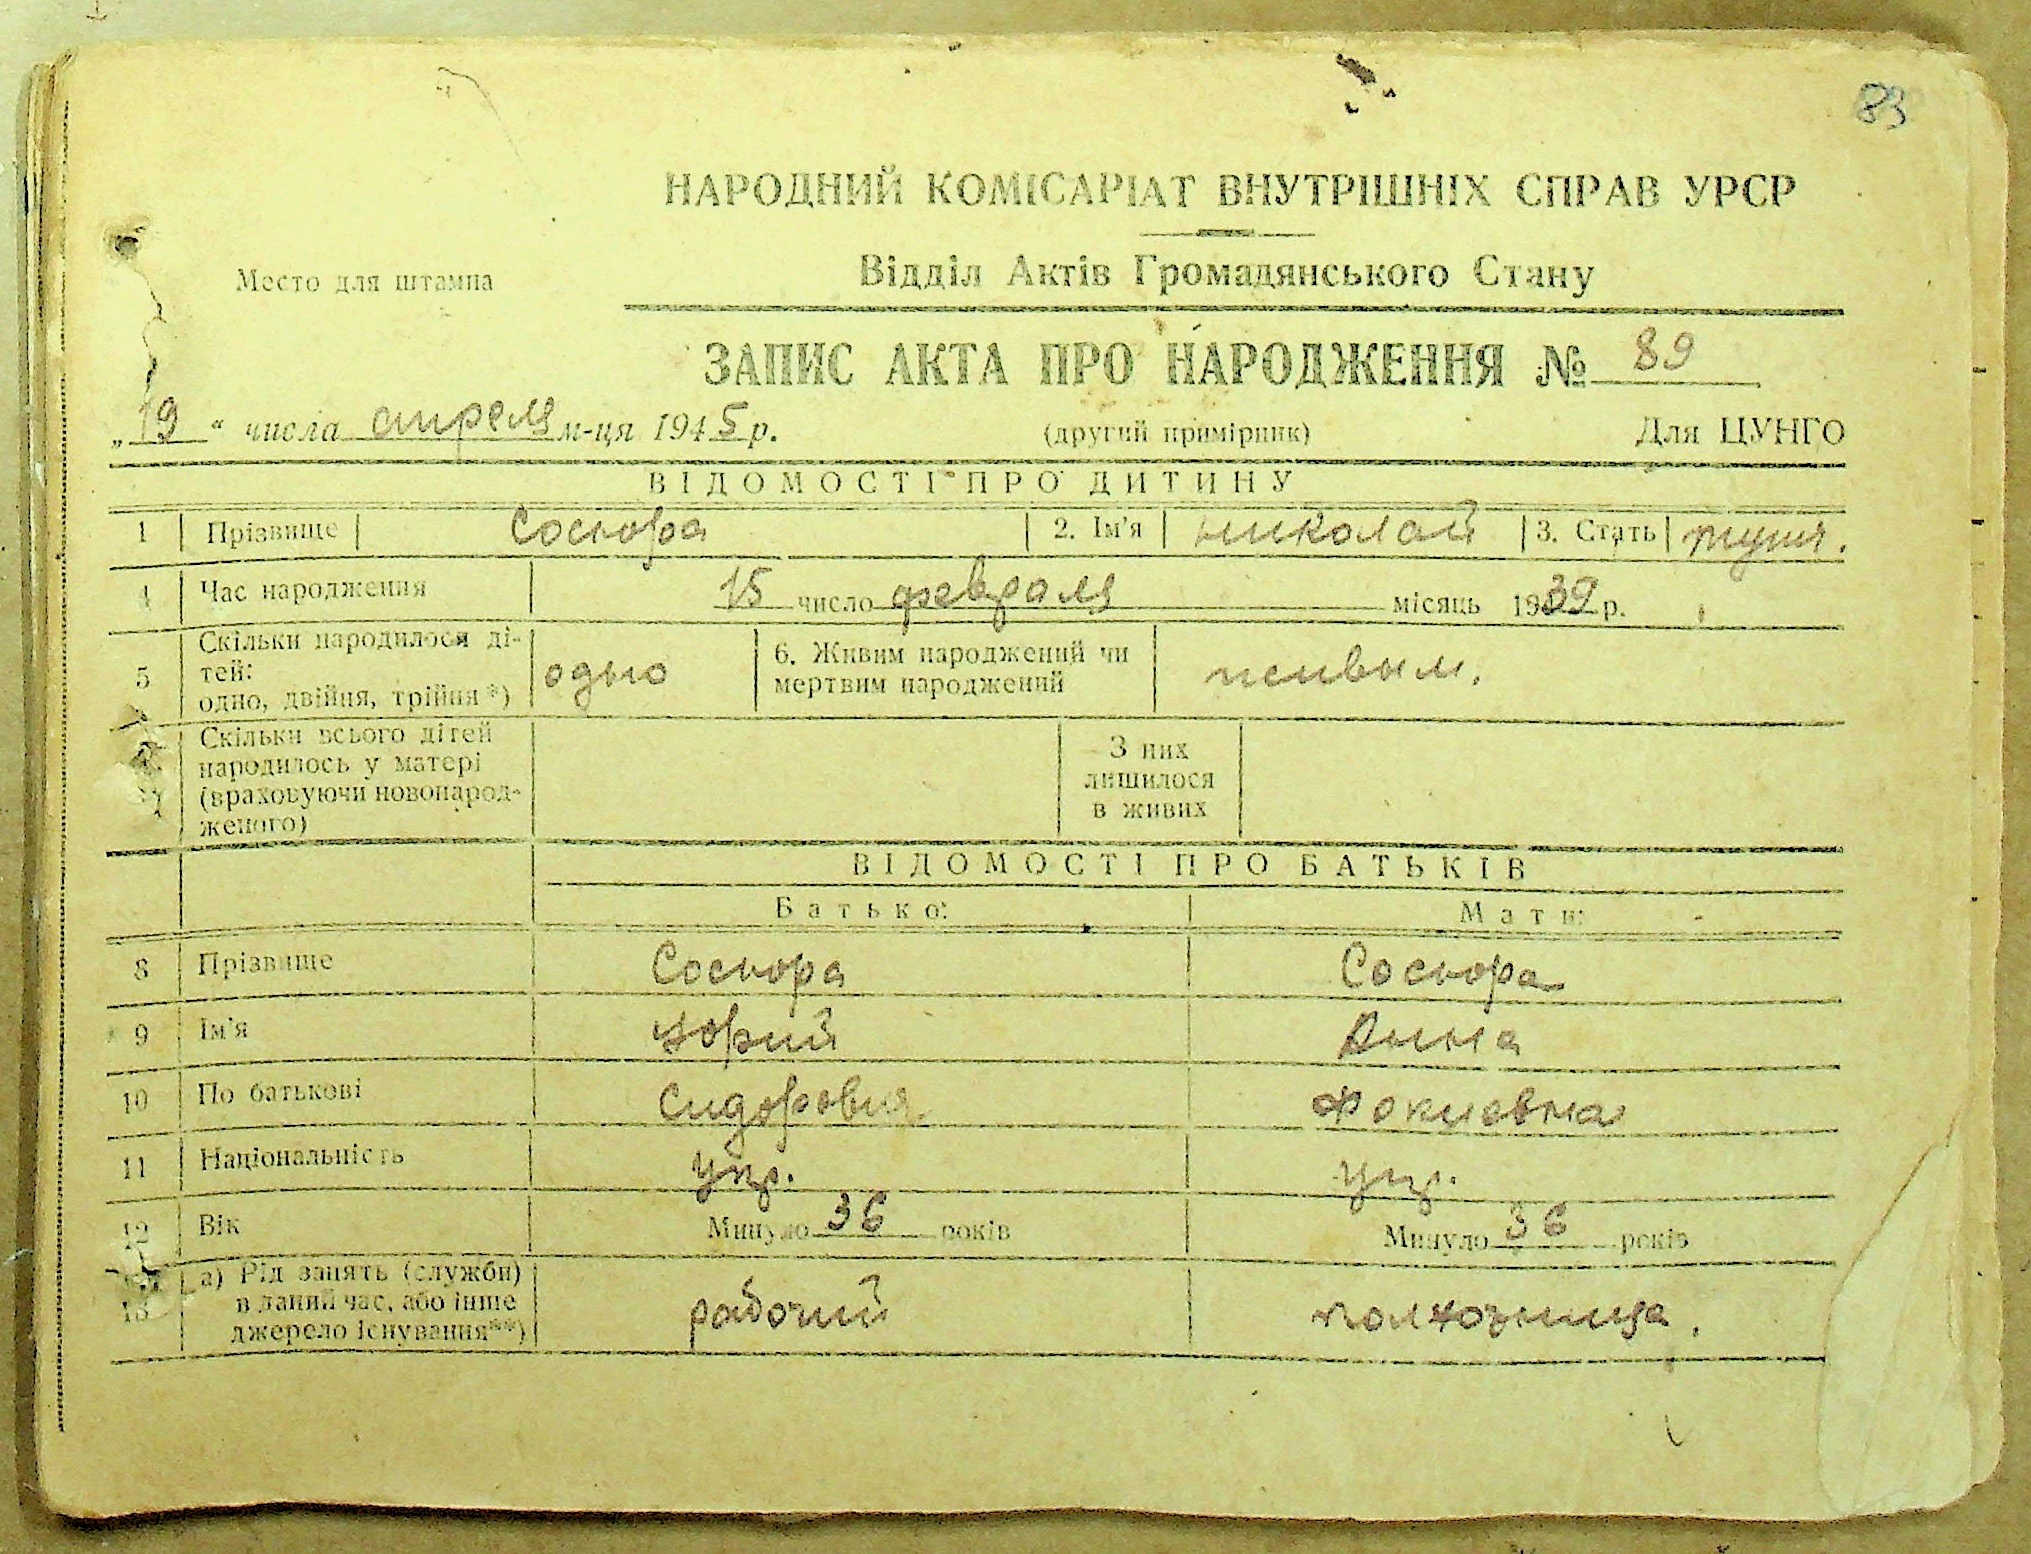 83
НАРОДНИЙ КОМІСАРІАТ ВНУТРІШНІХ СПРАВ УРСР
Место для штампа
Відділ Актів Громадянського Стану
ЗАПИС АКТА ПРО НАРОДЖЕННЯ № 89
„19“ числа апреля м-ця 1945 р. (другий примірник) Для ЦУНГО
ВІДОМОСТІ ПРО ДИТИНУ
1 Прізвище Соснора 2. Ім'я николай 3. Стать мужч.
4 Час народження 15 число февраля місяць 1939 р.
5 Скільки народилося дітей: одно, двійня, трійня*) одно 6. Живим народжений чи мертвим народжений живым.
Скільки всього дітей народилось у матері (враховуючи новонародженого) З них лишилося в живих
ВІДОМОСТІ ПРО БАТЬКІВ
Батько: Мати:
8 Прізвище Соснора Соснора
9 Ім'я Юрий Анна
10 По батькові Сидорович Фокиевна
11 Національність укр. укр.
12 Вік Минуло 36 років Минуло 36 років
13 а) Рід занять (служби) в даний час, або інше джерело існування**) рабочий колхозница.